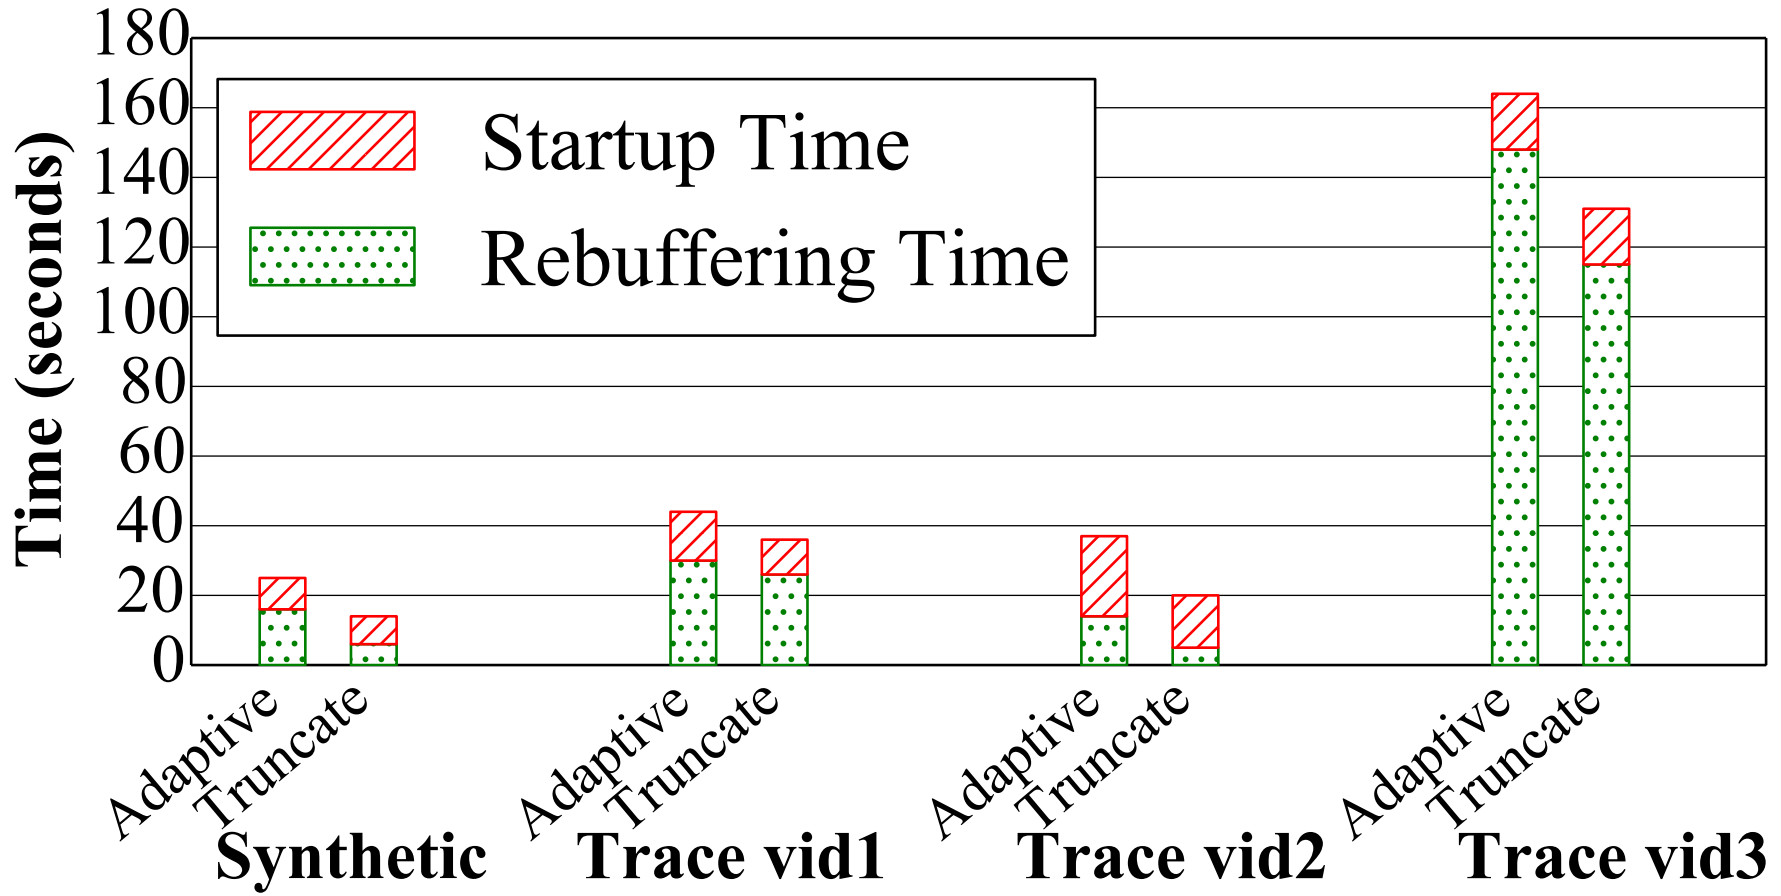 Time (seconds)
180
160
140
120
100
80
60
40
20
0
Startup Time
Rebuffering Time
Adaptive
Truncate
Adaptive
Truncate
Adaptive
Truncate
Adaptive
Truncate
Synthetic
Trace vid1
Trace vid2
Trace vid3